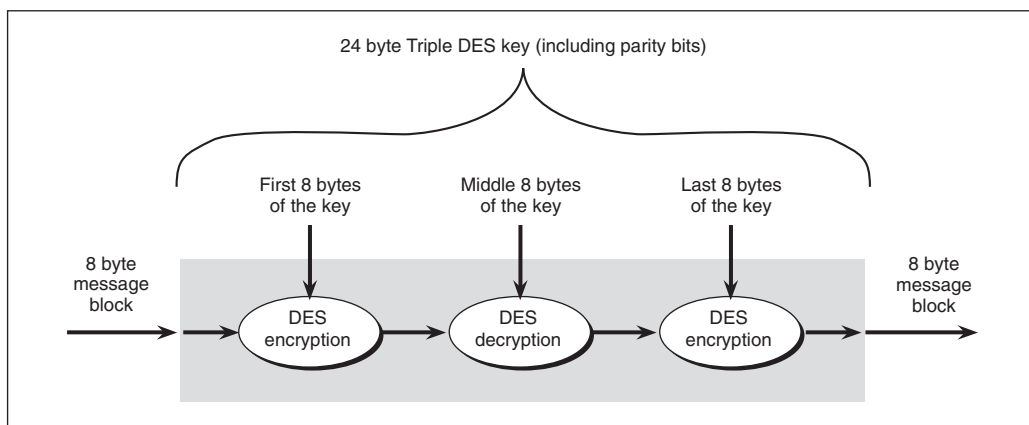 24 byte Triple DES key (including parity bits)
First 8 bytes
of the key
Middle 8 bytes
of the key
Last 8 bytes
of the key
8 byte
message
block
DES
encryption
DES
decryption
DES
encryption
8 byte
message
block